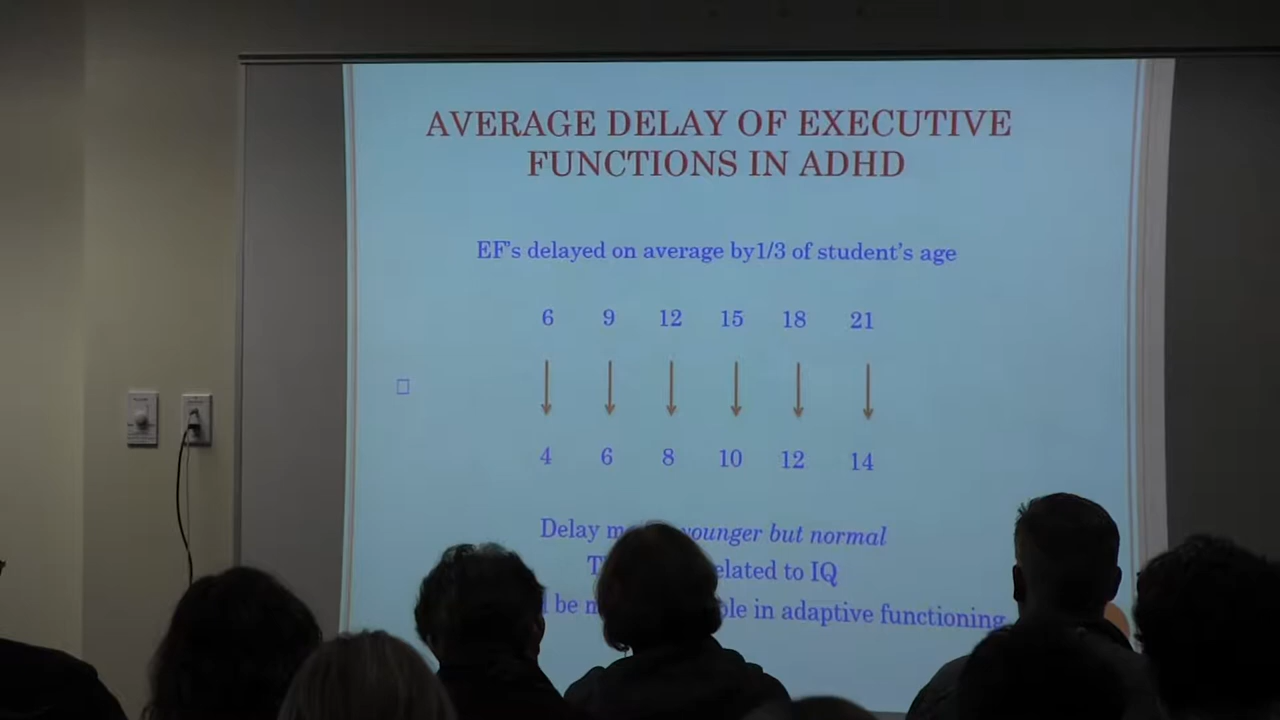 AVERAGE DELAY OF EXECUTIVE
FUNCTIONS IN ADHD
EF's delayed on average by1/3 of student's age
6 9 12 15 18 21
4 6 8 10 12 14
Delay younger but normal
to IQ
be in adaptive functioning